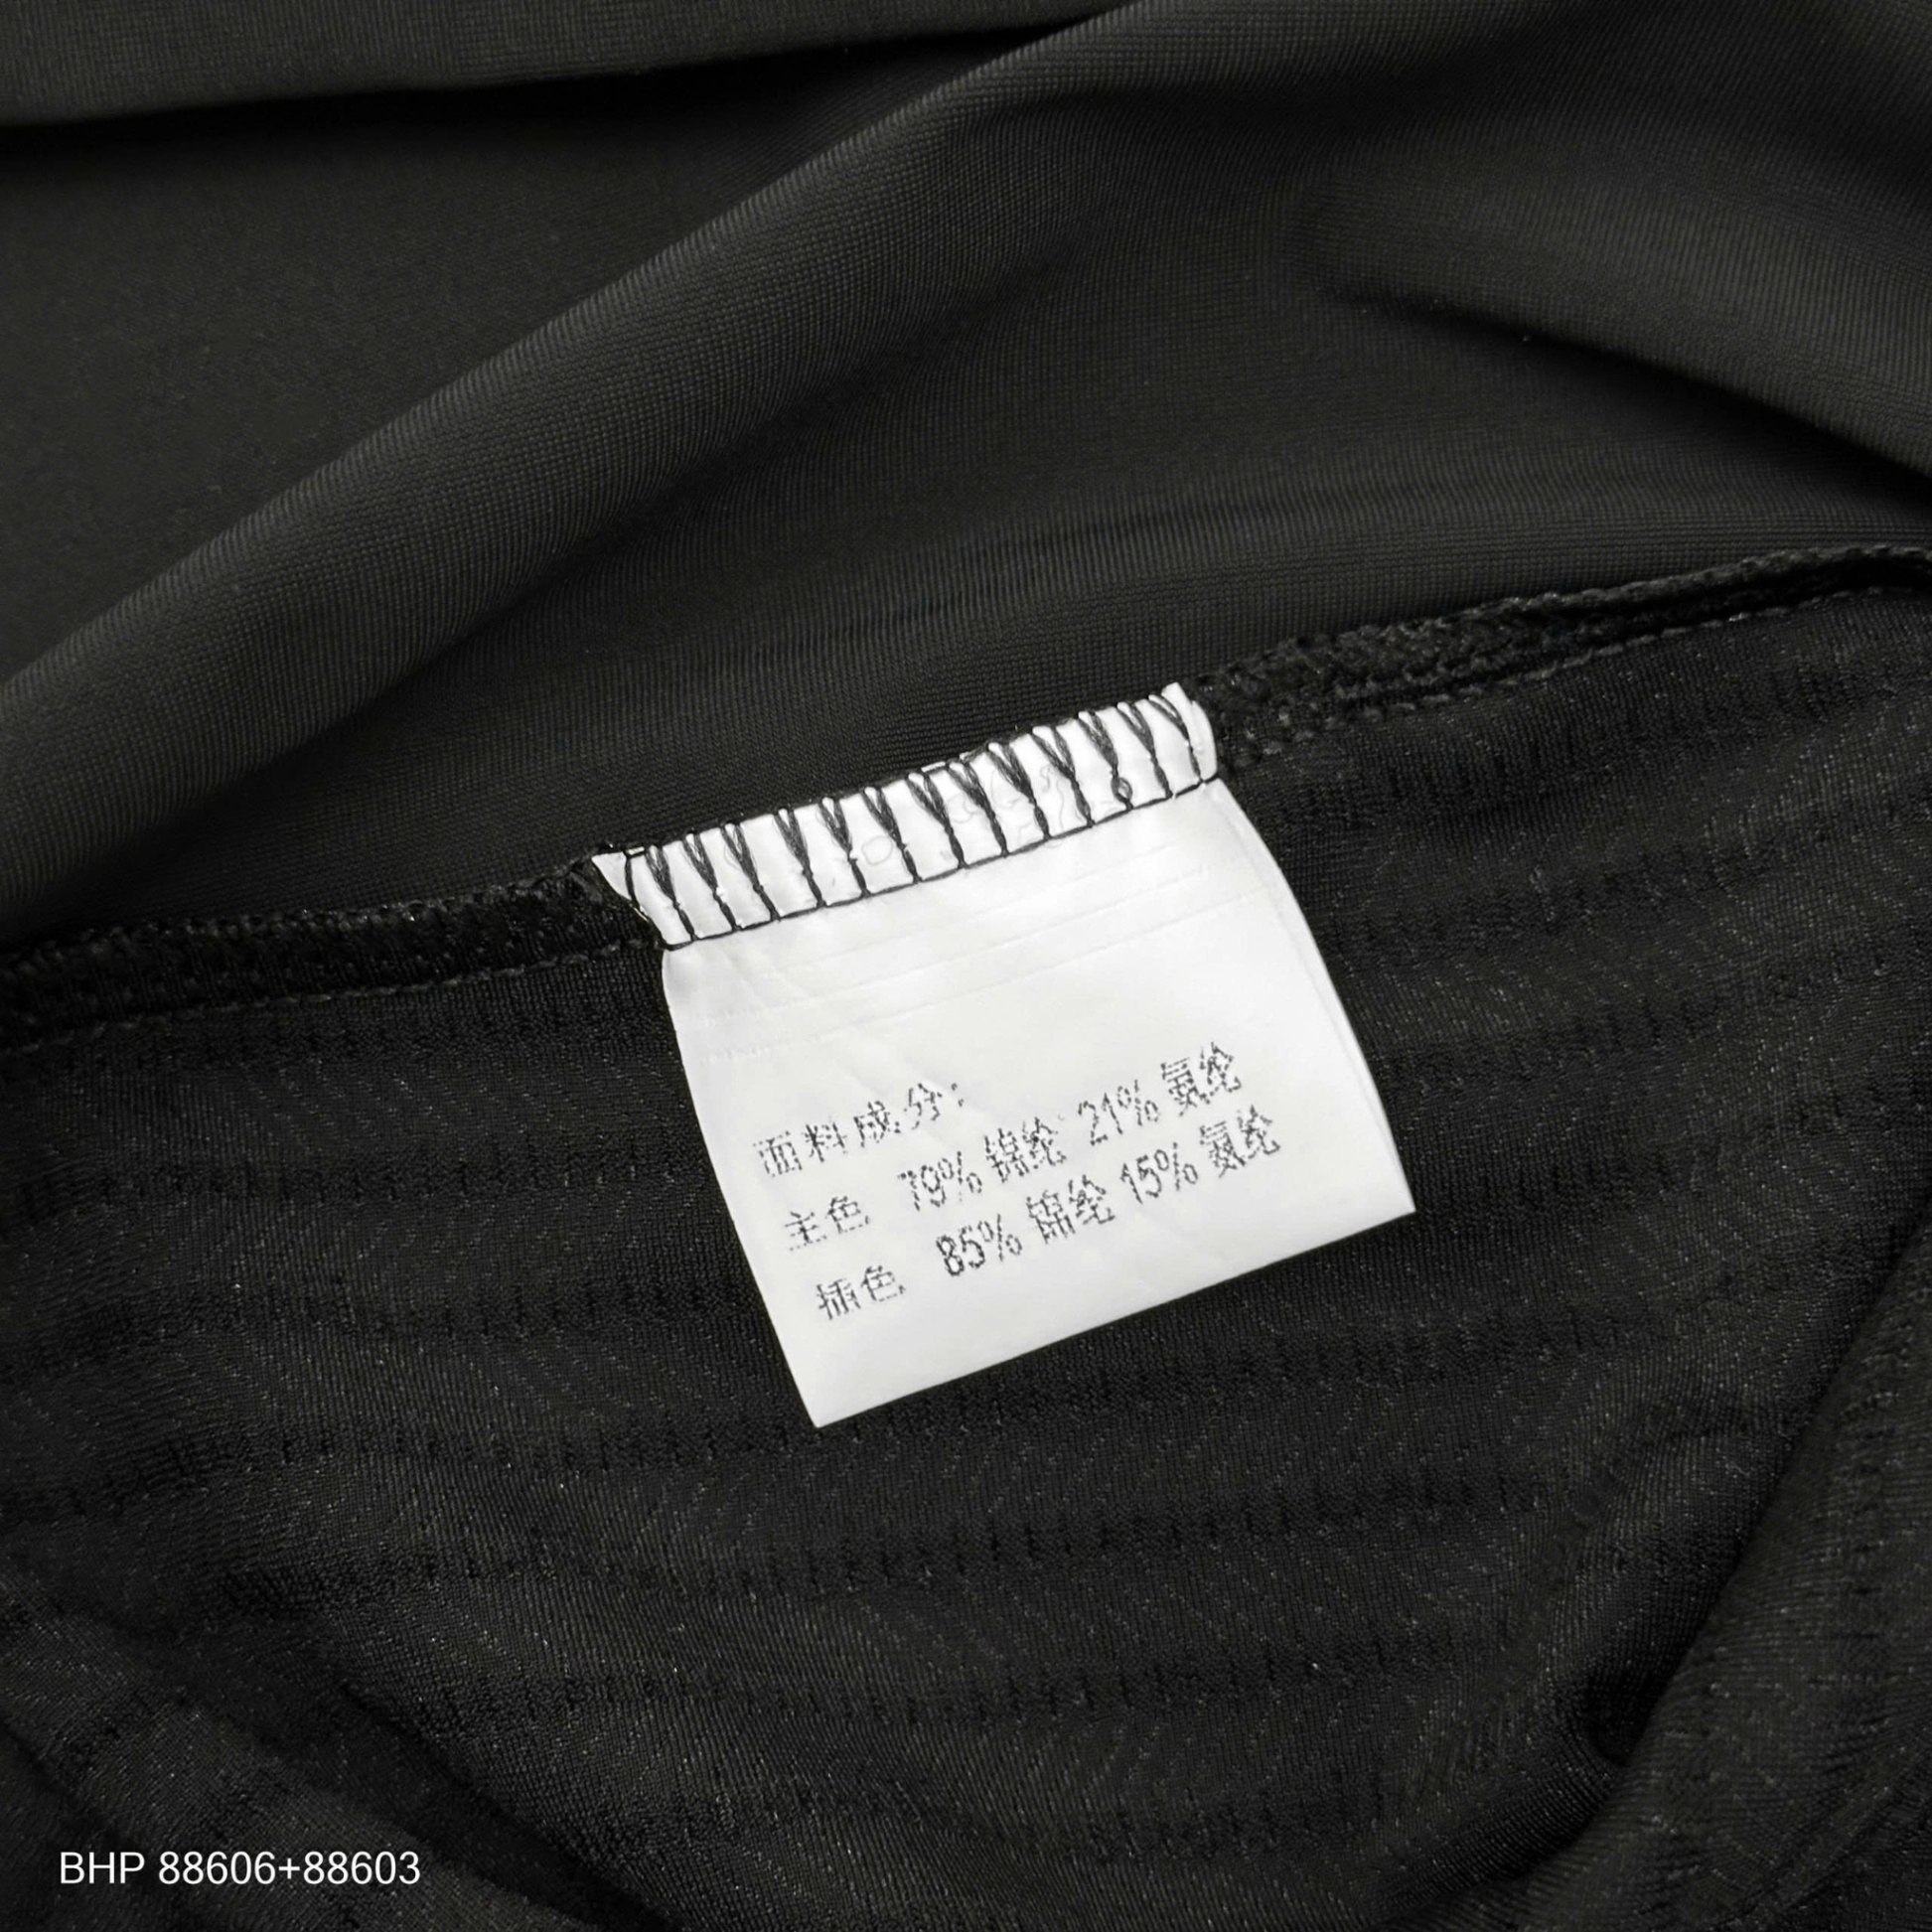 面料成分:
主色 79% 锦纶 21% 氨纶
插色 85% 锦纶 15% 氨纶
BHP 88606+88603